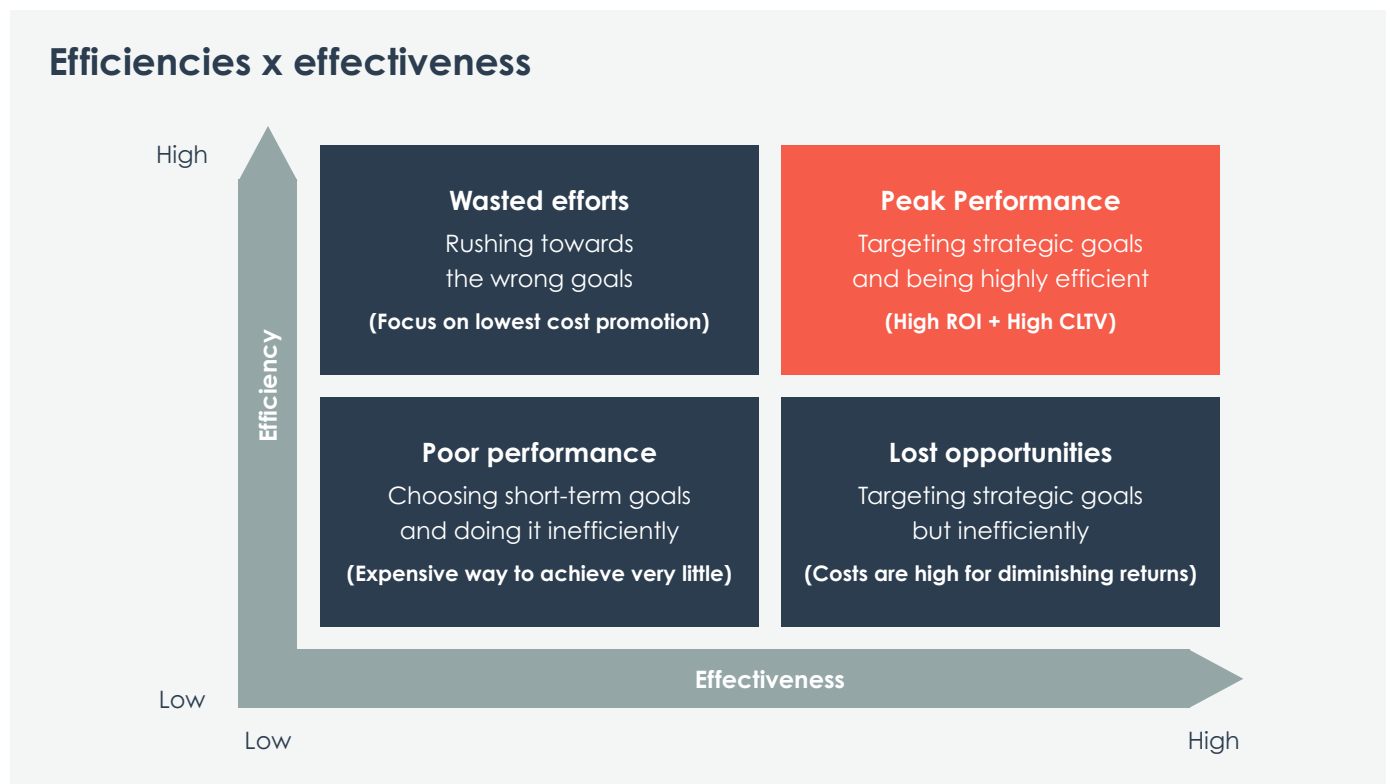 Efficiencies x effectiveness
High
Wasted efforts
Rushing towards
the wrong goals
(Focus on lowest cost promotion)
Peak Performance
Targeting strategic goals
and being highly efficient
(High ROI + High CLTV)
Efficiency
Poor performance
Choosing short-term goals
and doing it inefficiently
(Expensive way to achieve very little)
Lost opportunities
Targeting strategic goals
but inefficiently
(Costs are high for diminishing returns)
Effectiveness
Low
Low
High